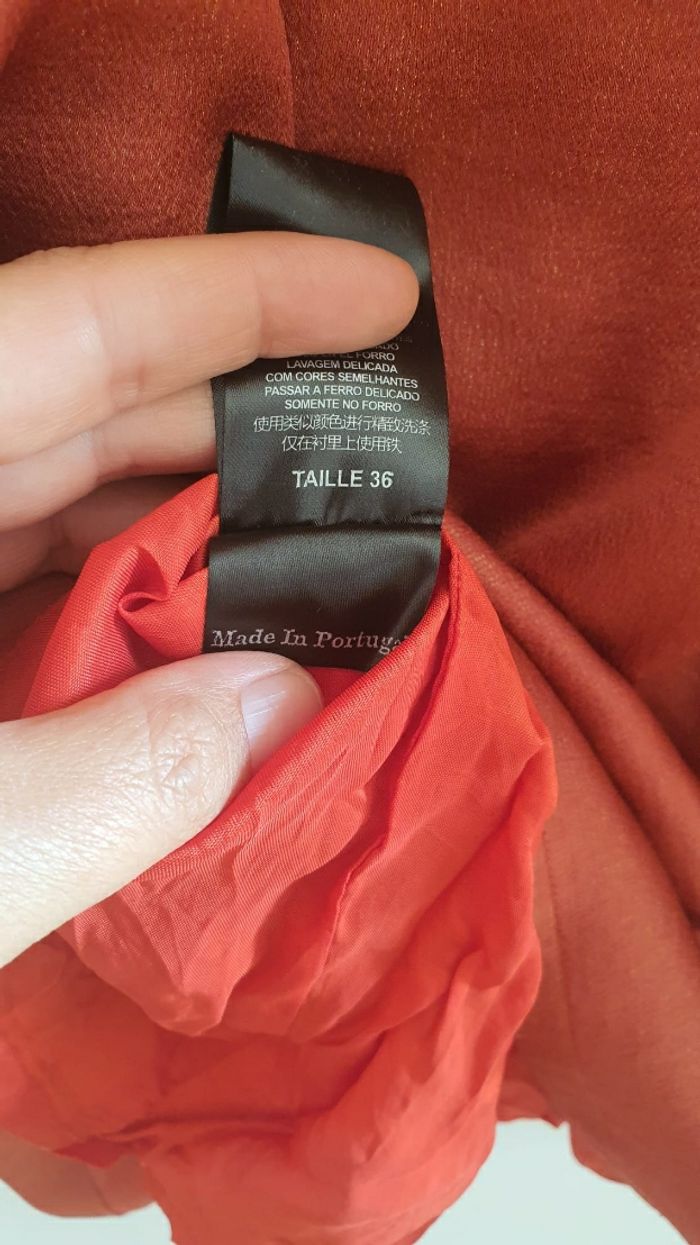 FORRO
LAVAGEM DELICADA
COM CORES SEMELHANTES
PASSAR A FERRO DELICADO
SOMENTE NO FORRO
使用类似颜色进行精致洗涤
仅在衬里上使用铁
TAILLE 36
Made In